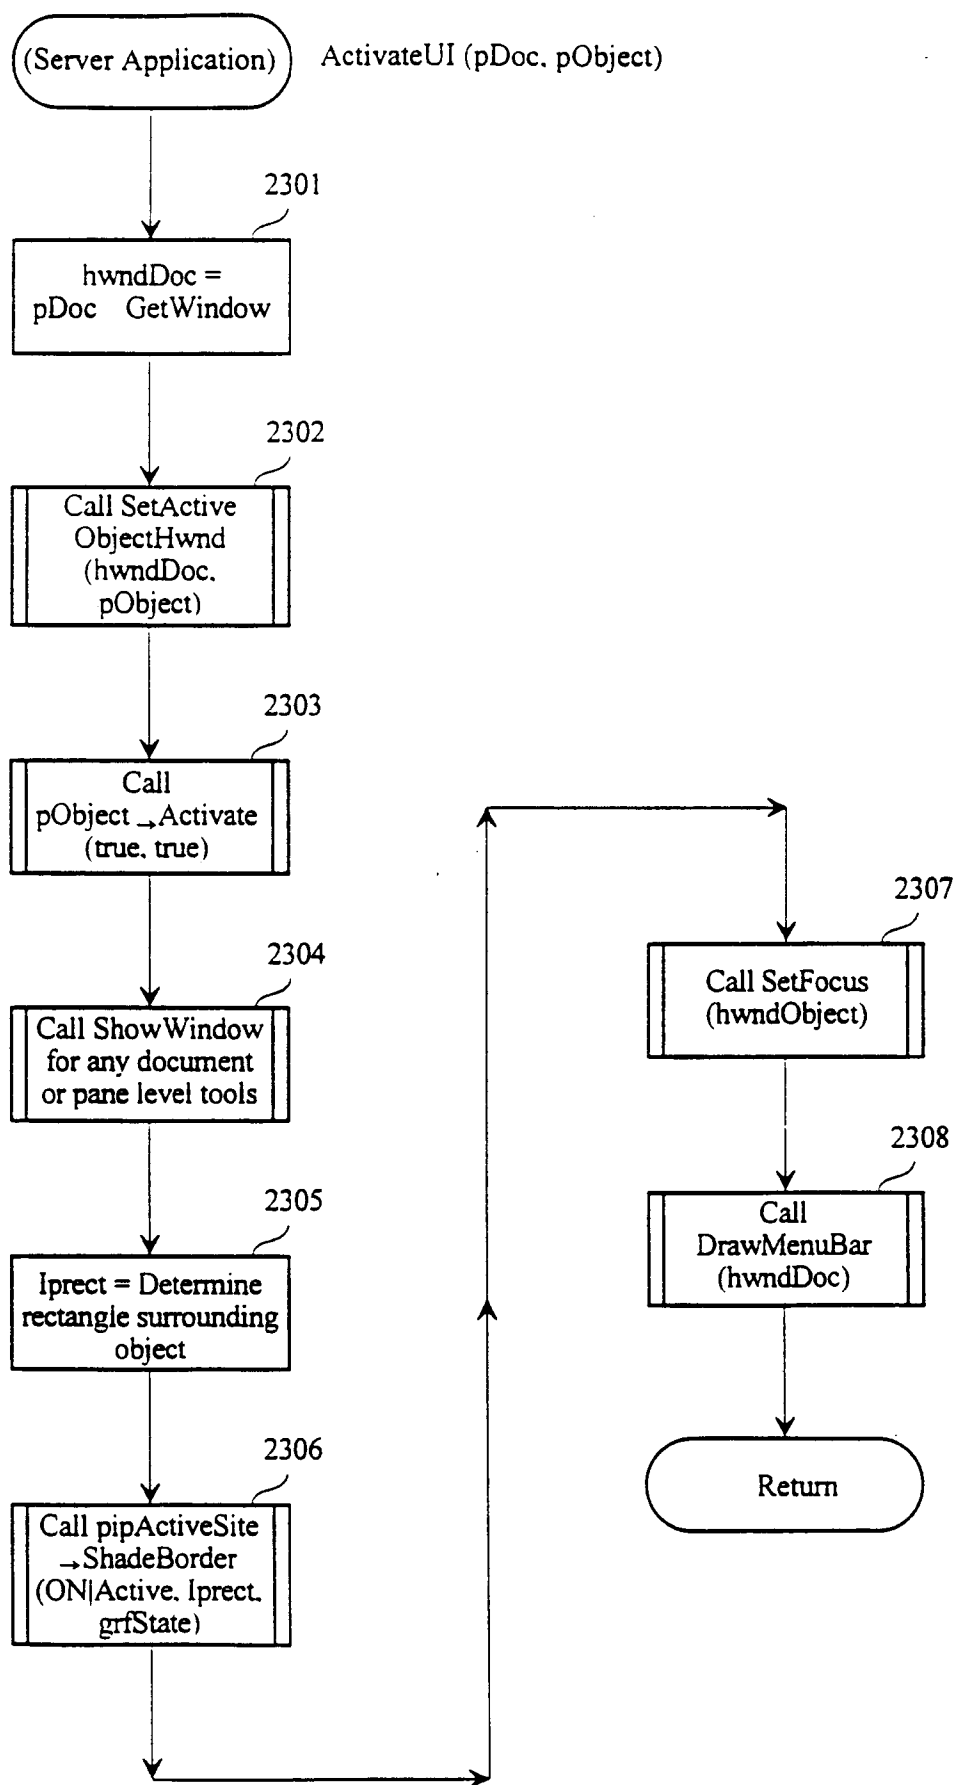 (Server Application)
ActivateUI (pDoc, pObject)
2301
hwndDoc =
pDoc GetWindow
2302
Call SetActive
ObjectHwnd
(hwndDoc,
pObject)
2303
Call
pObject →Activate
(true, true)
2304
Call ShowWindow
for any document
or pane level tools
2305
Iprect = Determine
rectangle surrounding
object
2306
Call pipActiveSite
→ShadeBorder
(ON|Active, Iprect,
grfState)
2307
Call SetFocus
(hwndObject)
2308
Call
DrawMenuBar
(hwndDoc)
Return